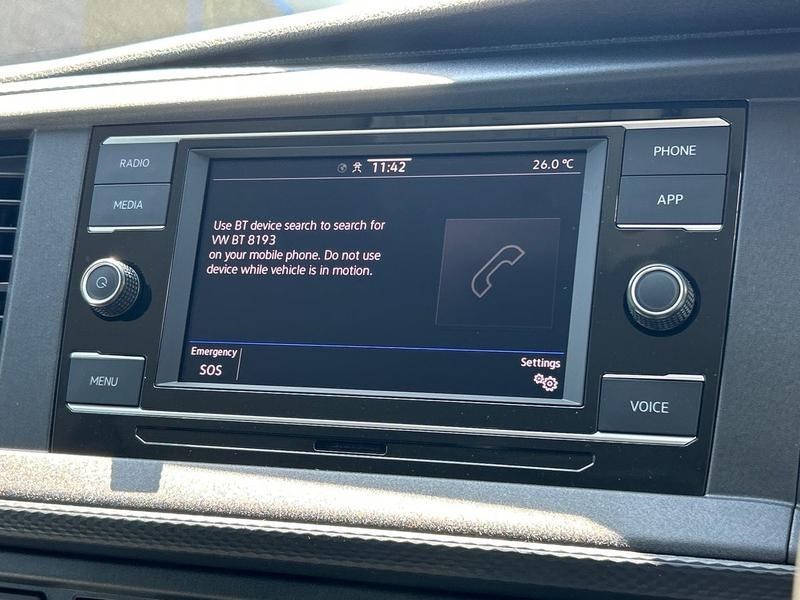 RADIO
MEDIA
MENU
11:42
26.0 °C
Use BT device search to search for
VW BT 8193
on your mobile phone. Do not use
device while vehicle is in motion.
Emergency
SOS
Settings
PHONE
APP
VOICE